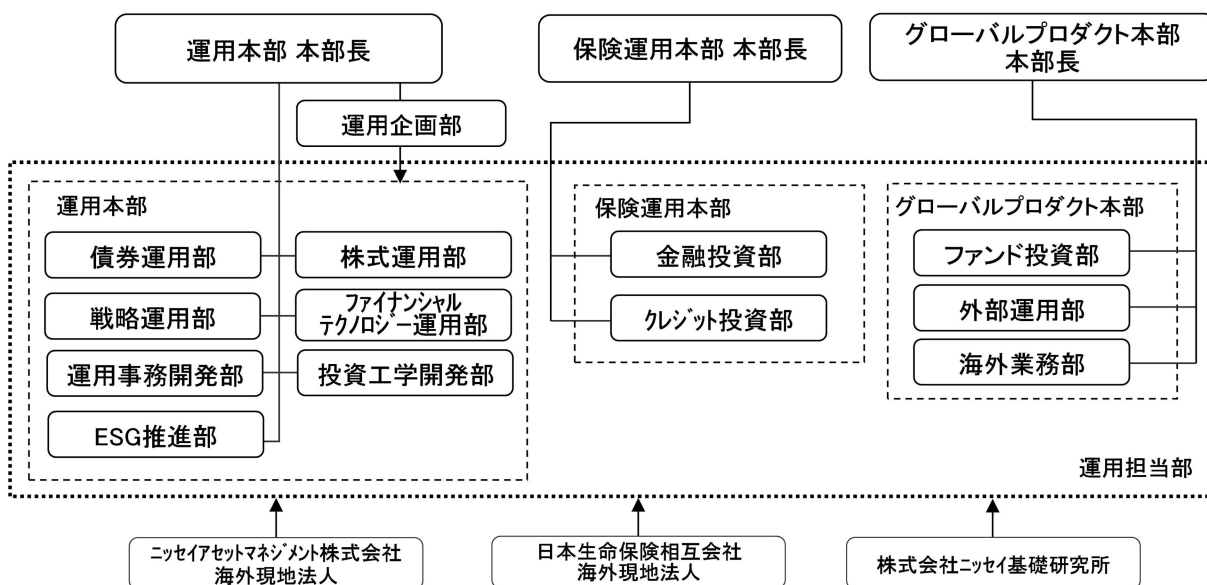 運用本部 本部長
保険運用本部 本部長
グローバルプロダクト本部
本部長
運用企画部
運用本部
債券運用部
株式運用部
戦略運用部
ファイナンシャル
テクノロジー運用部
運用事務開発部
投資工学開発部
ESG推進部
保険運用本部
金融投資部
クレジット投資部
グローバルプロダクト本部
ファンド投資部
外部運用部
海外業務部
運用担当部
ニッセイアセットマネジメント株式会社
海外現地法人
日本生命保険相互会社
海外現地法人
株式会社ニッセイ基礎研究所